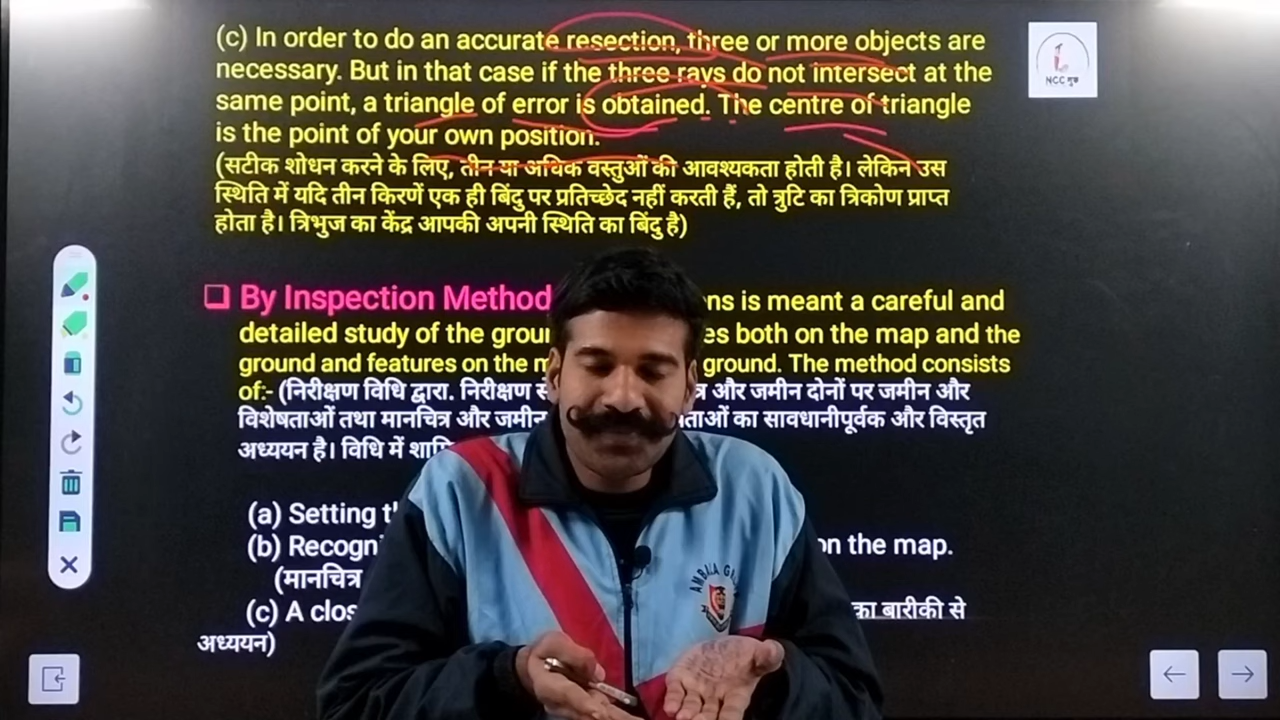 (c) In order to do an accurate resection, three or more objects are
necessary. But in that case if the three rays do not intersect at the
same point, a triangle of error is obtained. The centre of triangle
is the point of your own position.
(सटीक शोधन करने के लिए, तीन या अधिक वस्तुओं की आवश्यकता होती है। लेकिन उस
स्थिति में यदि तीन किरणें एक ही बिंदु पर प्रतिच्छेद नहीं करती हैं, तो त्रुटि का त्रिकोण प्राप्त
होता है। त्रिभुज का केंद्र आपकी अपनी स्थिति का बिंदु है)
NCC गुरु
By Inspection Method ns is meant a careful and
detailed study of the grou es both on the map and the
ground and features on the m ground. The method consists
of:- (निरीक्षण विधि द्वारा. निरीक्षण से त्र और जमीन दोनों पर जमीन और
विशेषताओं तथा मानचित्र और जमीन ताओं का सावधानीपूर्वक और विस्तृत
अध्ययन है। विधि में शामि
(a) Setting t
(b) Recogni on the map.
(मानचित्र
(c) A clos का बारीकी से
अध्ययन)
AMBALA G